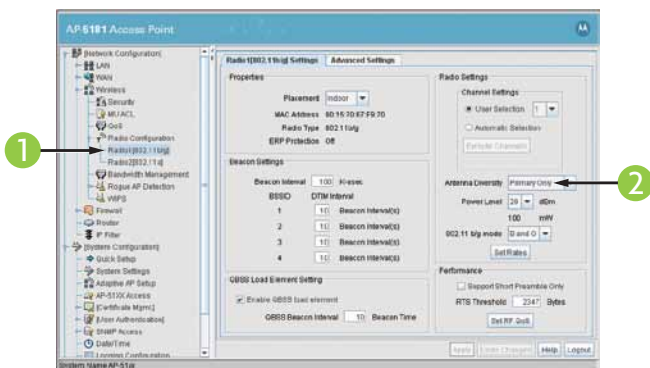 AP-5181 Access Point
[Network Configuration]
LAN
WAN
Wireless
Security
MU ACL
QoS
Radio Configuration
Radio1[802.11b/g]
Radio2[802.11a]
Bandwidth Management
Rogue AP Detection
WIPS
Firewall
Router
IP Filter
[System Configuration]
Quick Setup
System Settings
Adaptive AP Setup
AP-51XX Access
[Certificate Mgmt]
[User Authentication]
SNMP Access
Date/Time
Logging Configuration
System Name AP-51xx
1
Radio1[802.11b/g] Settings
Advanced Settings
Properties
Placement Indoor
MAC Address 00:15:70:67:F9:70
Radio Type 802.11b/g
ERP Protection Off
Beacon Settings
Beacon Interval 100 K-usec
BSSID DTIM Interval
1 10 Beacon Interval(s)
2 10 Beacon Interval(s)
3 10 Beacon Interval(s)
4 10 Beacon Interval(s)
QBSS Load Element Setting
Enable QBSS load element
QBSS Beacon Interval 10 Beacon Time
Radio Settings
Channel Settings
User Selection 1
Automatic Selection
Exclude Channels
Antenna Diversity Primary Only
2
Power Level 20 dBm
100 mW
802.11 b/g mode B and G
Set Rates
Performance
Support Short Preamble Only
RTS Threshold 2347 Bytes
Set RF QoS
Apply Undo Changes Help Logout